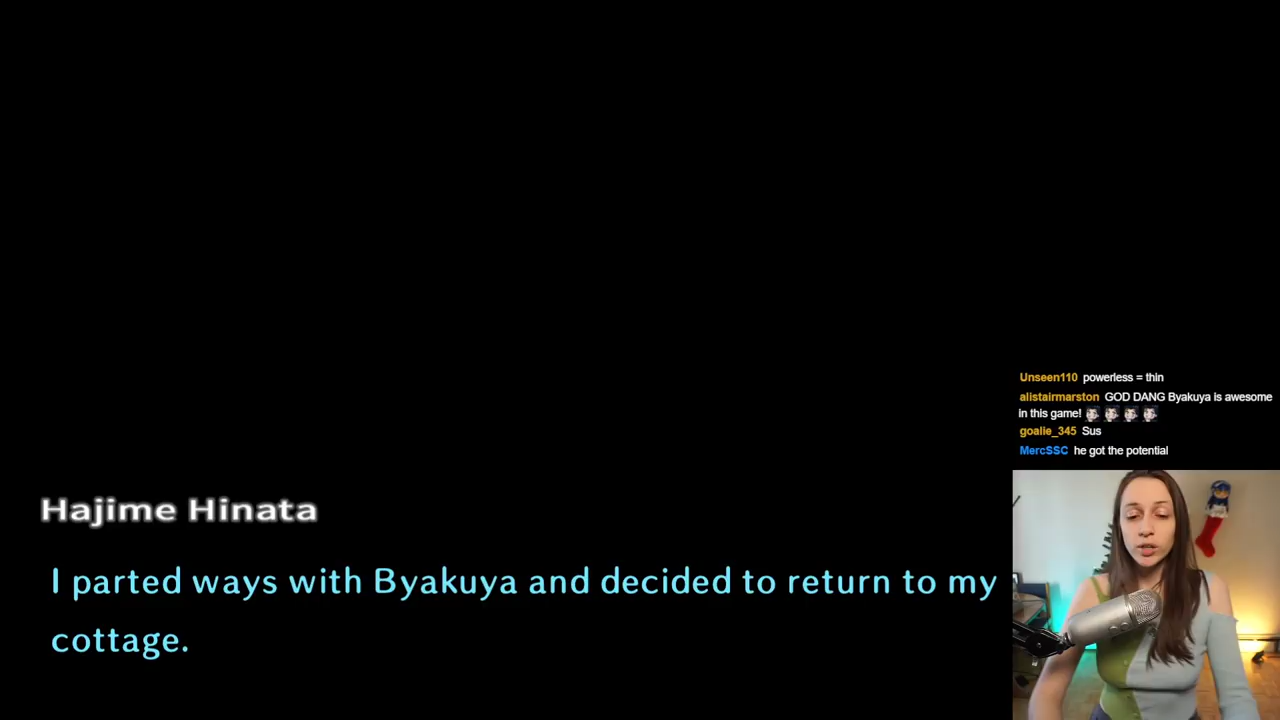 Unseen110 powerless = thin
alistairmarston GOD DANG Byakuya is awesome
in this game!
goalie_345 Sus
MercSSC he got the potential
Hajime Hinata
I parted ways with Byakuya and decided to return to my
cottage.